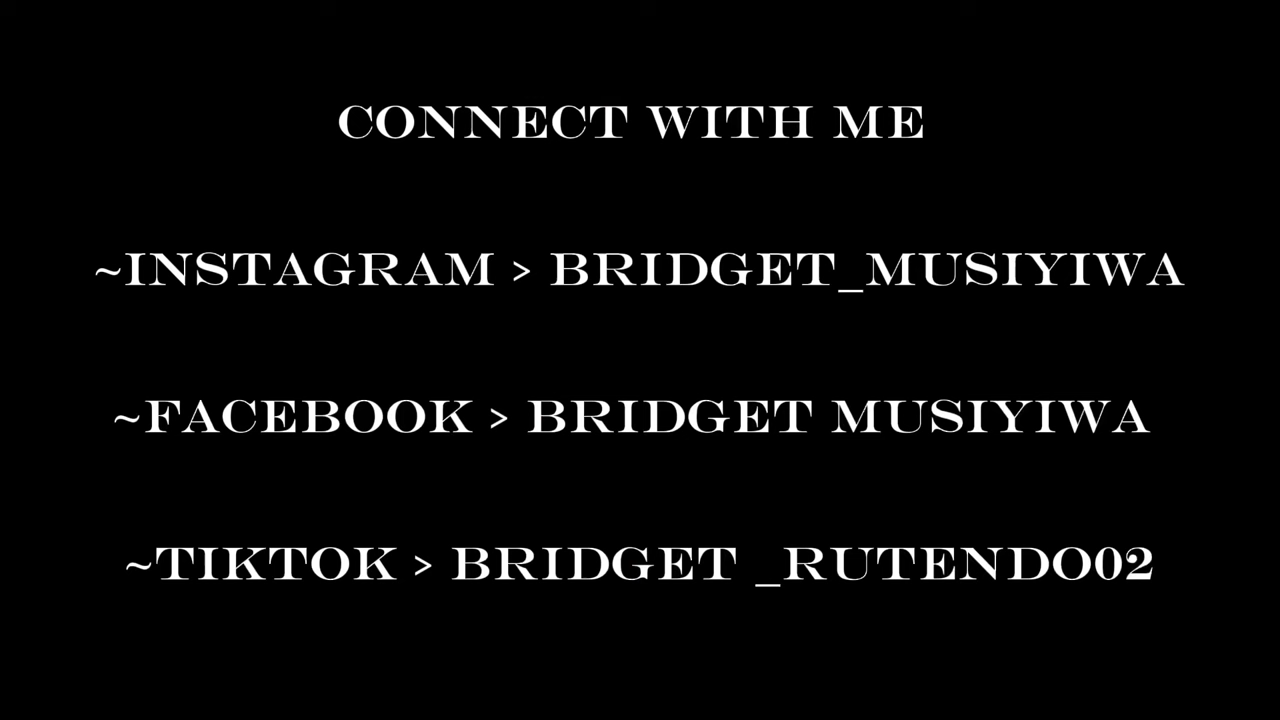 CONNECT WITH ME
~INSTAGRAM > BRIDGET_MUSIYIWA
~FACEBOOK > BRIDGET MUSIYIWA
~TIKTOK > BRIDGET _RUTENDO02